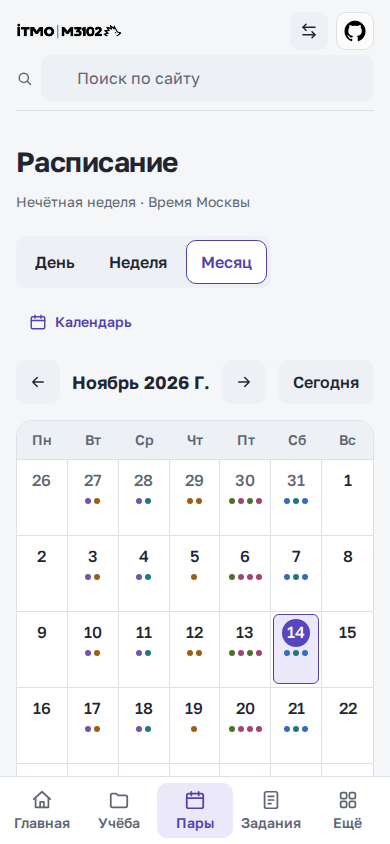 iTMO M3102
Поиск по сайту
Расписание
Нечётная неделя · Время Москвы
День Неделя Месяц
Календарь
Ноябрь 2026 Г. Сегодня
Пн Вт Ср Чт Пт Сб Вс
26 27 28 29 30 31 1
2 3 4 5 6 7 8
9 10 11 12 13 14 15
16 17 18 19 20 21 22
Главная Учёба Пары Задания Ещё